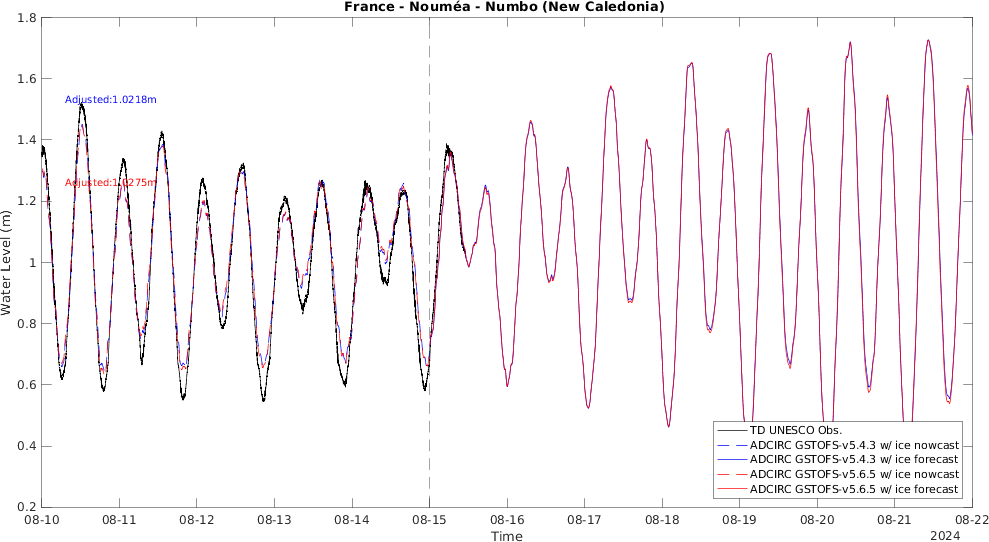 France - Nouméa - Numbo (New Caledonia)
Water Level (m)
1.8
1.6
1.4
1.2
1
0.8
0.6
0.4
0.2
Adjusted:1.0218m
Adjusted:1.0275m
TD UNESCO Obs.
ADCIRC GSTOFS-v5.4.3 w/ ice nowcast
ADCIRC GSTOFS-v5.4.3 w/ ice forecast
ADCIRC GSTOFS-v5.6.5 w/ ice nowcast
ADCIRC GSTOFS-v5.6.5 w/ ice forecast
08-10 08-11 08-12 08-13 08-14 08-15 08-16 08-17 08-18 08-19 08-20 08-21 08-22
Time
2024